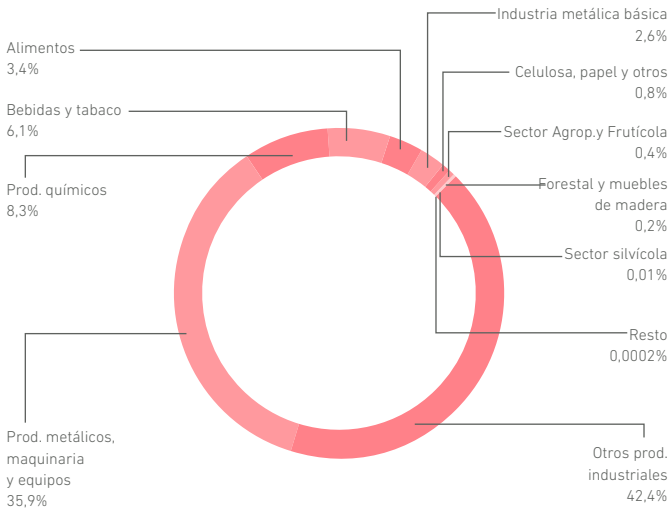 Industria metálica básica
2,6%
Alimentos
3,4%
Celulosa, papel y otros
0,8%
Bebidas y tabaco
6,1%
Sector Agrop.y Frutícola
0,4%
Prod. químicos
8,3%
Forestal y muebles
de madera
0,2%
Sector silvícola
0,01%
Resto
0,0002%
Prod. metálicos,
maquinaria
y equipos
35,9%
Otros prod.
industriales
42,4%